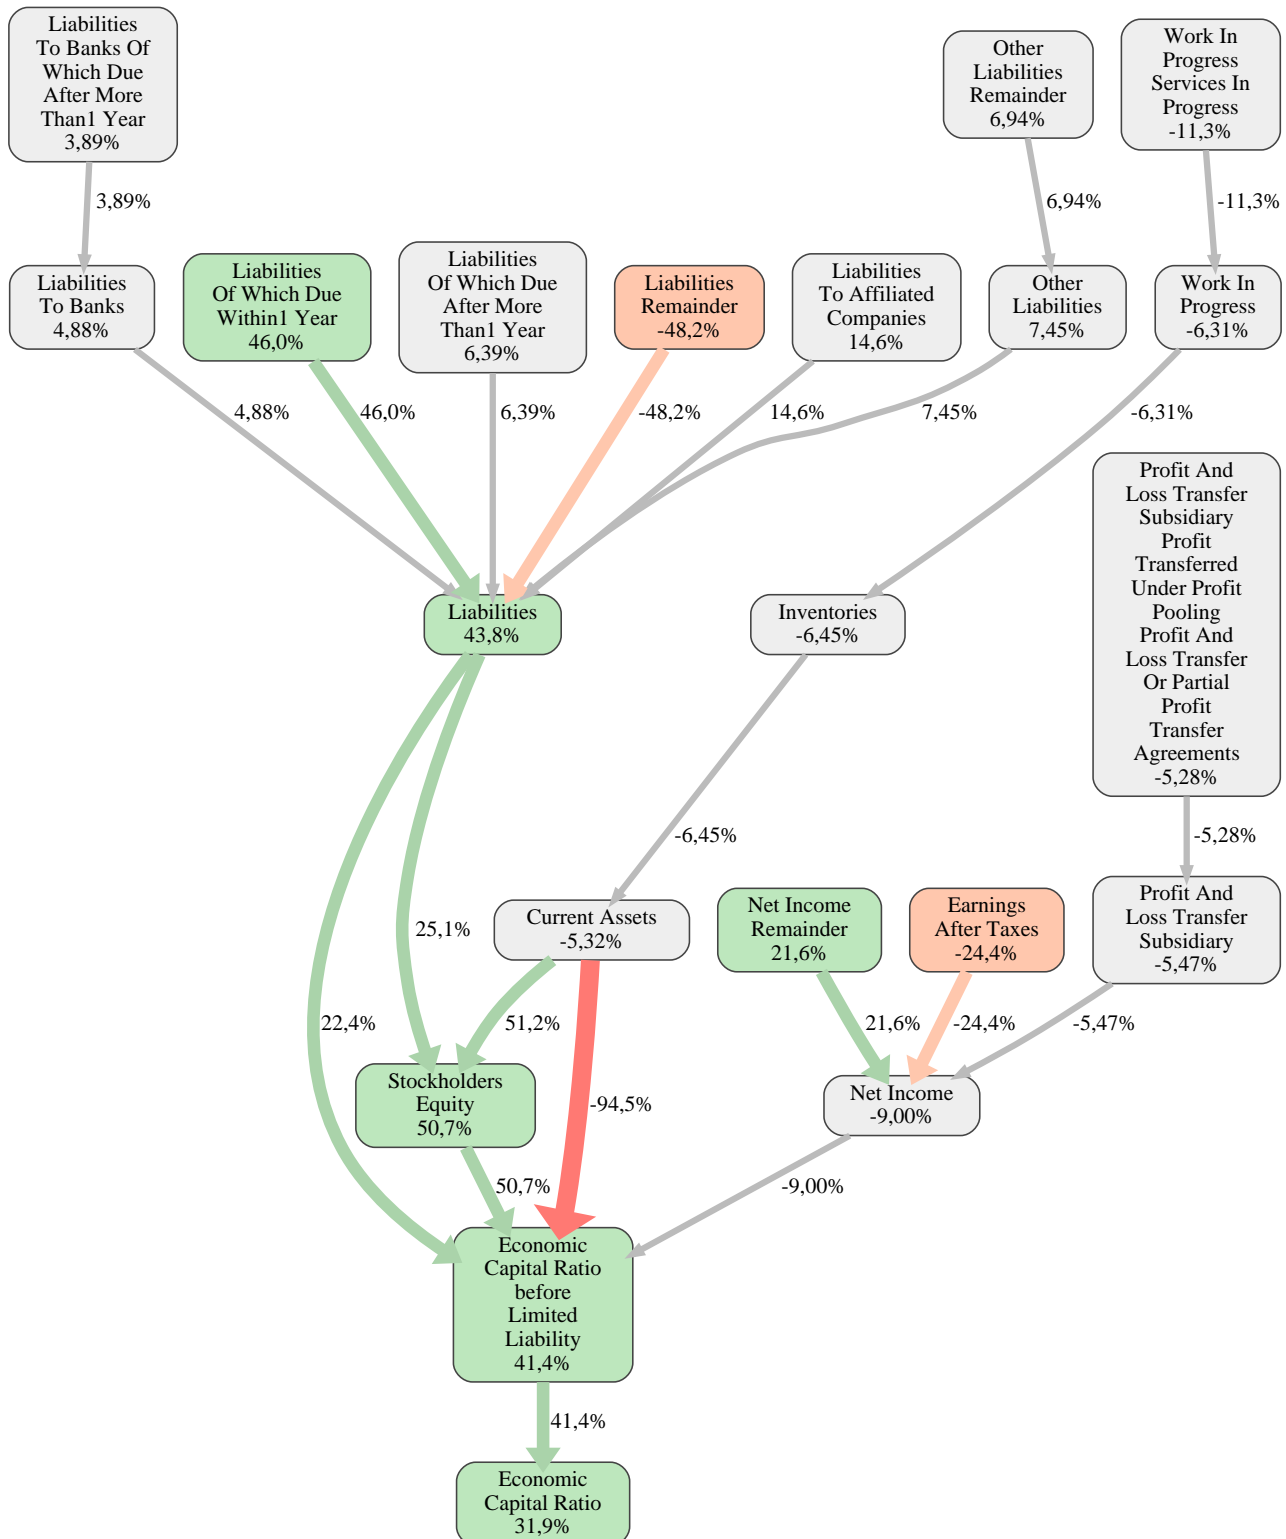 Liabilities
To Banks Of
Which Due
After More
Than1 Year
3,89%
Other
Liabilities
Remainder
6,94%
Work In
Progress
Services In
Progress
-11,3%
3,89%
6,94%
-11,3%
Liabilities
To Banks
4,88%
Liabilities
Of Which Due
Within1 Year
46,0%
Liabilities
Of Which Due
After More
Than1 Year
6,39%
Liabilities
Remainder
-48,2%
Liabilities
To Affiliated
Companies
14,6%
Other
Liabilities
7,45%
Work In
Progress
-6,31%
4,88%
46,0%
6,39%
-48,2%
14,6%
7,45%
-6,31%
Profit And
Loss Transfer
Subsidiary
Profit
Transferred
Under Profit
Pooling
Profit And
Loss Transfer
Or Partial
Profit
Transfer
Agreements
-5,28%
Liabilities
43,8%
Inventories
-6,45%
-6,45%
-5,28%
Current Assets
-5,32%
Net Income
Remainder
21,6%
Earnings
After Taxes
-24,4%
Profit And
Loss Transfer
Subsidiary
-5,47%
25,1%
22,4%
51,2%
-94,5%
21,6%
-24,4%
-5,47%
Stockholders
Equity
50,7%
Net Income
-9,00%
50,7%
-9,00%
Economic
Capital Ratio
before
Limited
Liability
41,4%
41,4%
Economic
Capital Ratio
31,9%